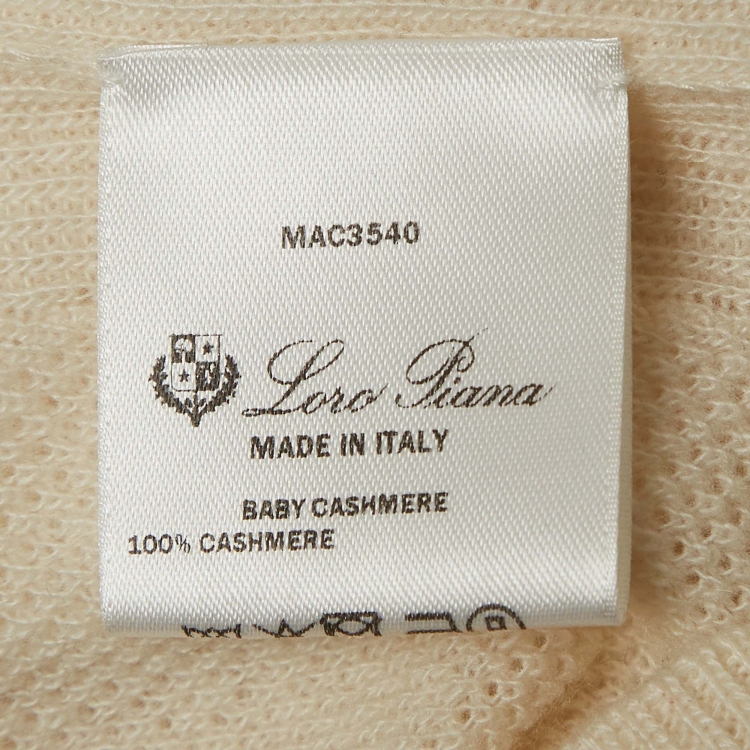 MAC3540
Loro Piana
MADE IN ITALY
BABY CASHMERE
100% CASHMERE